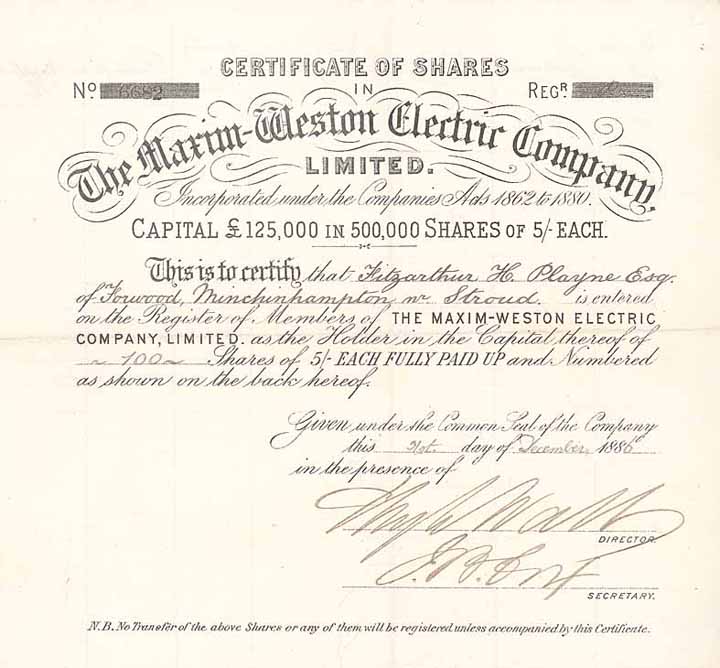 CERTIFICATE OF SHARES
No 6682 IN REGR.
The Maxim-Weston Electric Company,
LIMITED.
Incorporated under the Companies Acts 1862 to 1880.
CAPITAL £125,000 IN 500,000 SHARES OF 5/- EACH.
This is to certify that Fitzarthur H. Playne Esq.
of Forwood, Minchinhampton nr Stroud. is entered
on the Register of Members of THE MAXIM-WESTON ELECTRIC
COMPANY, LIMITED. as the Holder in the Capital thereof of
~ 100 ~ Shares of 5/- EACH FULLY PAID UP and Numbered
as shown on the back hereof.
Given under the Common Seal of the Company
this day of December 1886
in the presence of
Hugh Watt
DIRECTOR.
SECRETARY.
N.B. No Transfer of the above Shares or any of them will be registered unless accompanied by this Certificate.